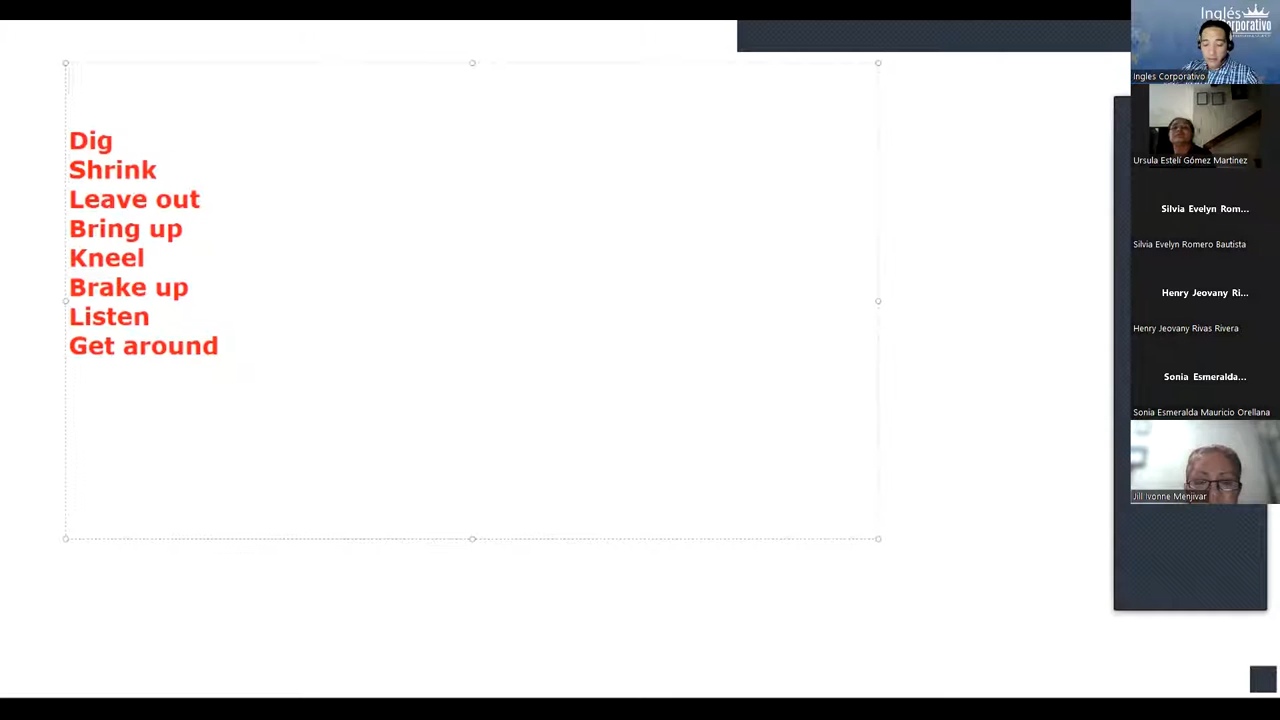 Dig
Shrink
Leave out
Bring up
Kneel
Brake up
Listen
Get around
Inglés
Corporativo
Ingles Corporativo
Ursula Estelí Gómez Martinez
Silvia Evelyn Rom...
Silvia Evelyn Romero Bautista
Henry Jeovany Ri...
Henry Jeovany Rivas Rivera
Sonia Esmeralda...
Sonia Esmeralda Mauricio Orellana
Jill Ivonne Menjivar